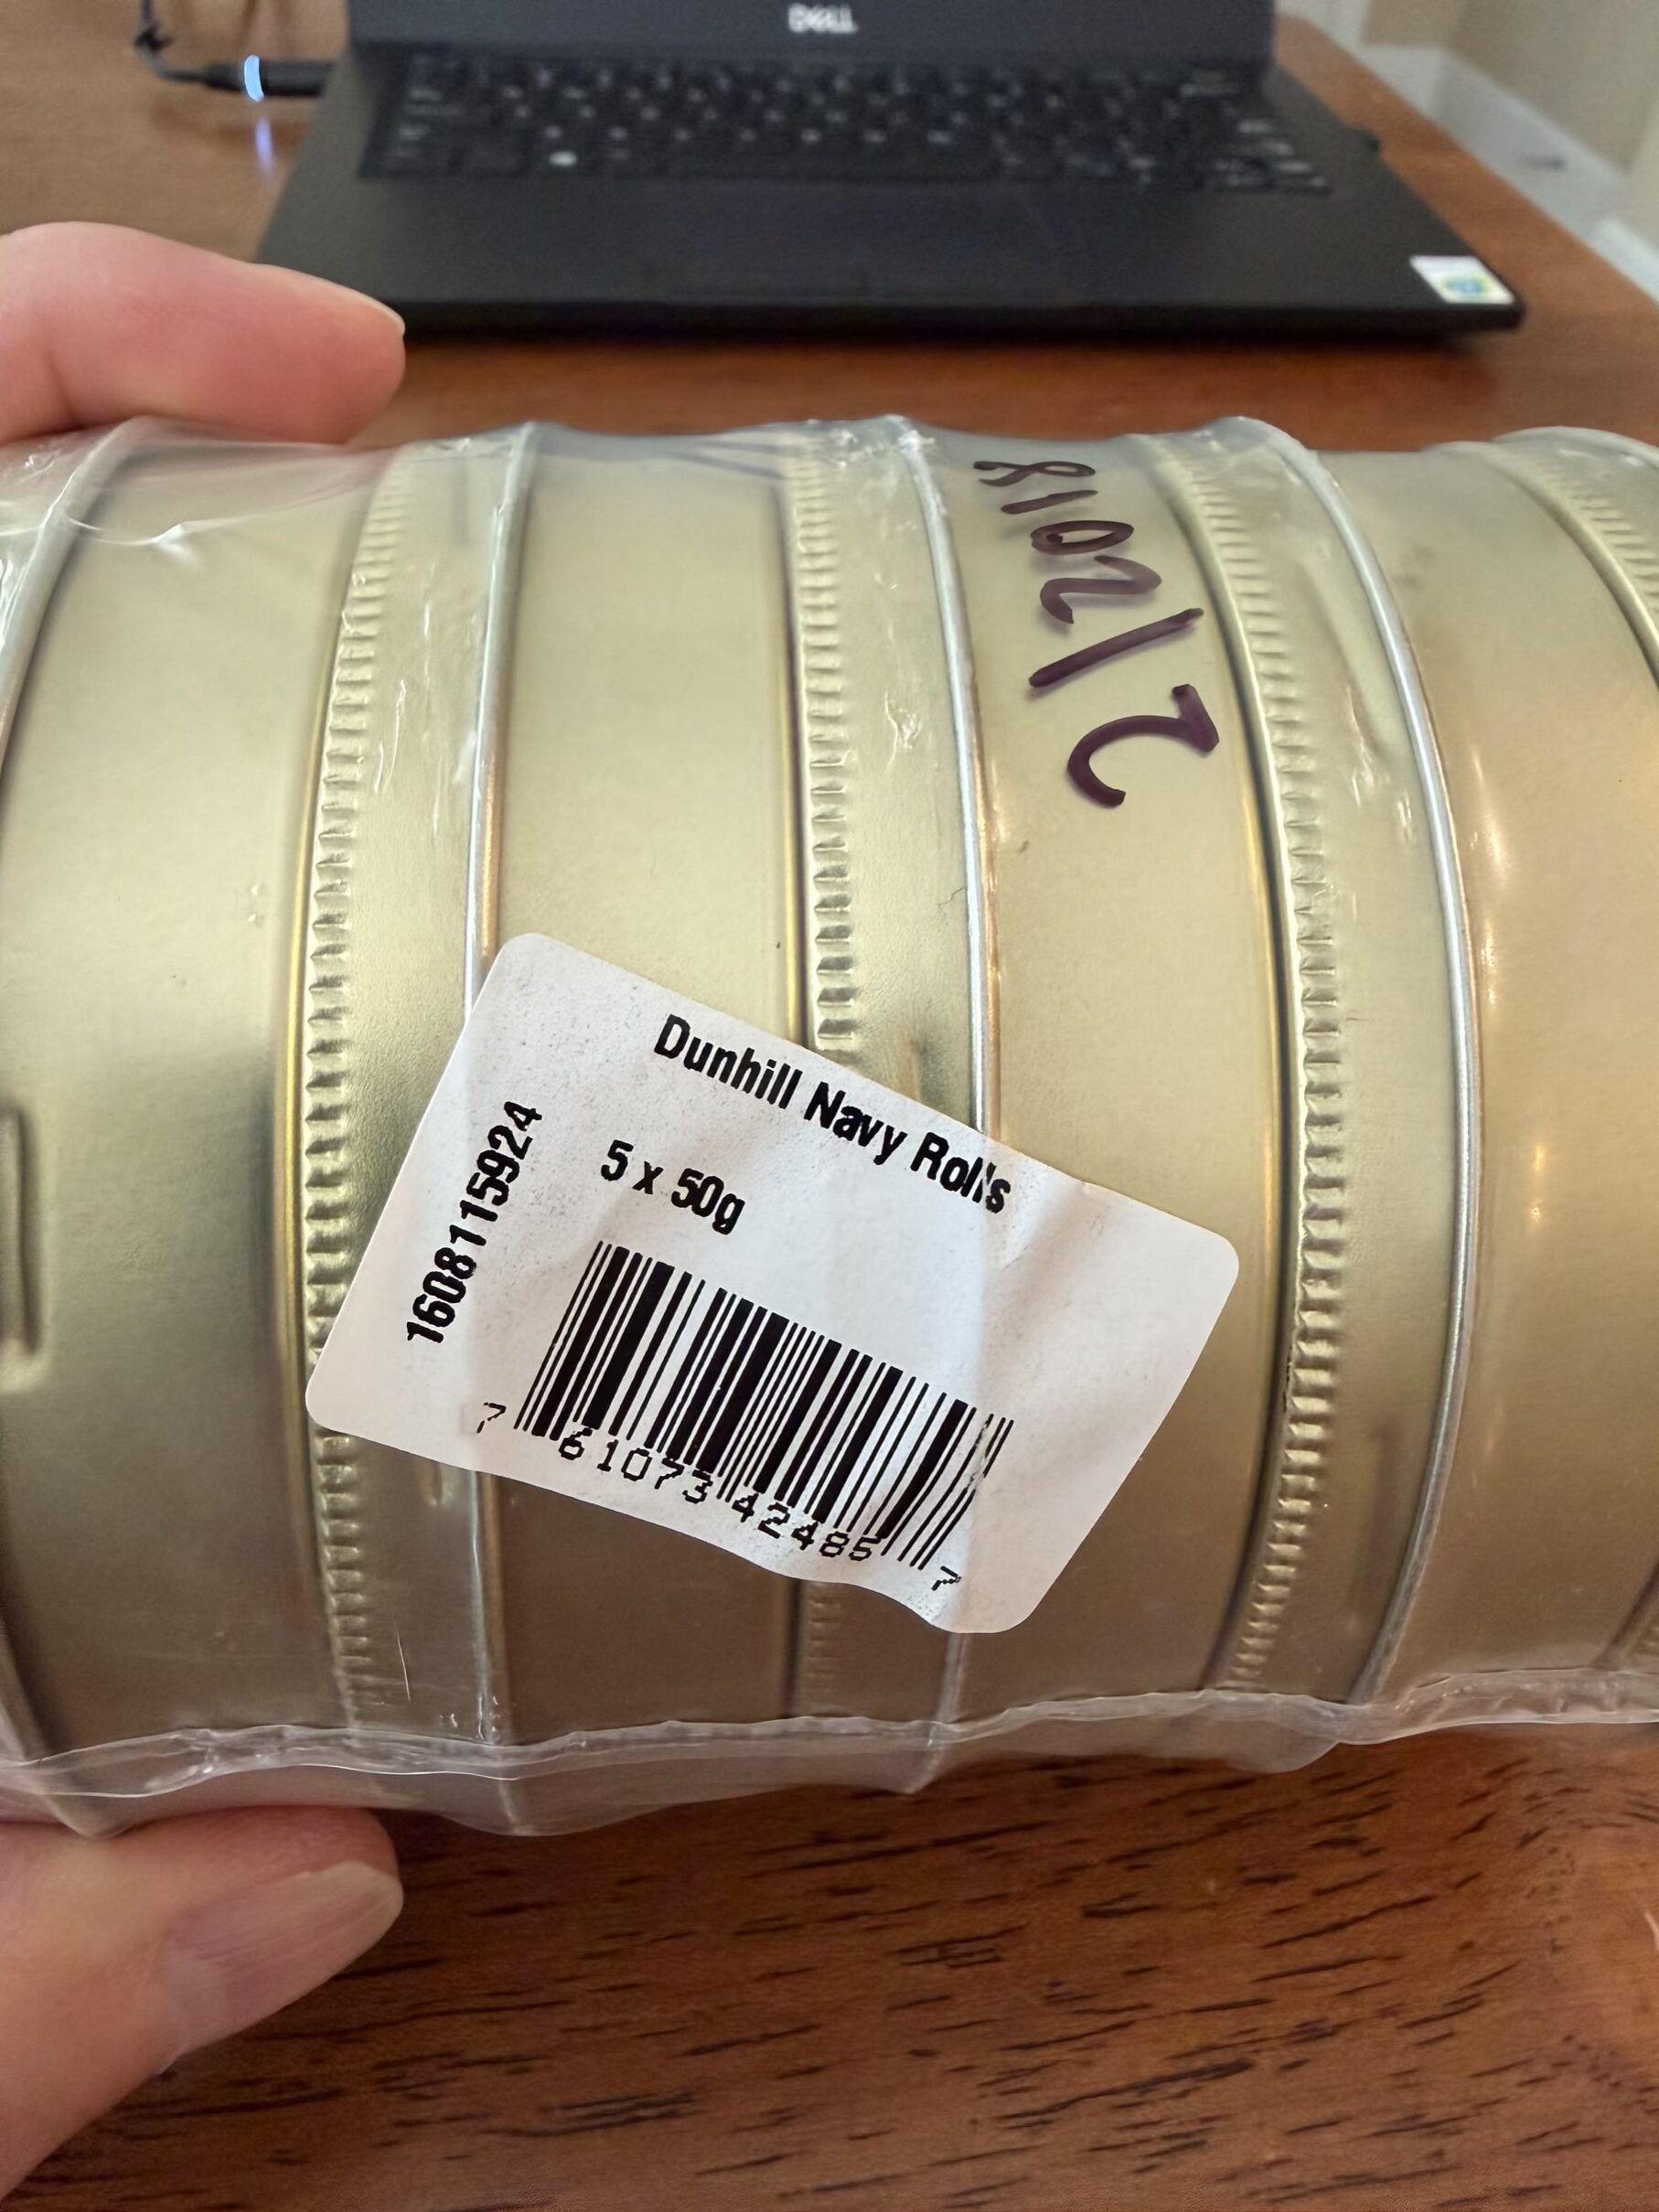 DELL
2/2018
Dunhill Navy Rolls
5 x 50g
1608115924
7 61073 42485 7